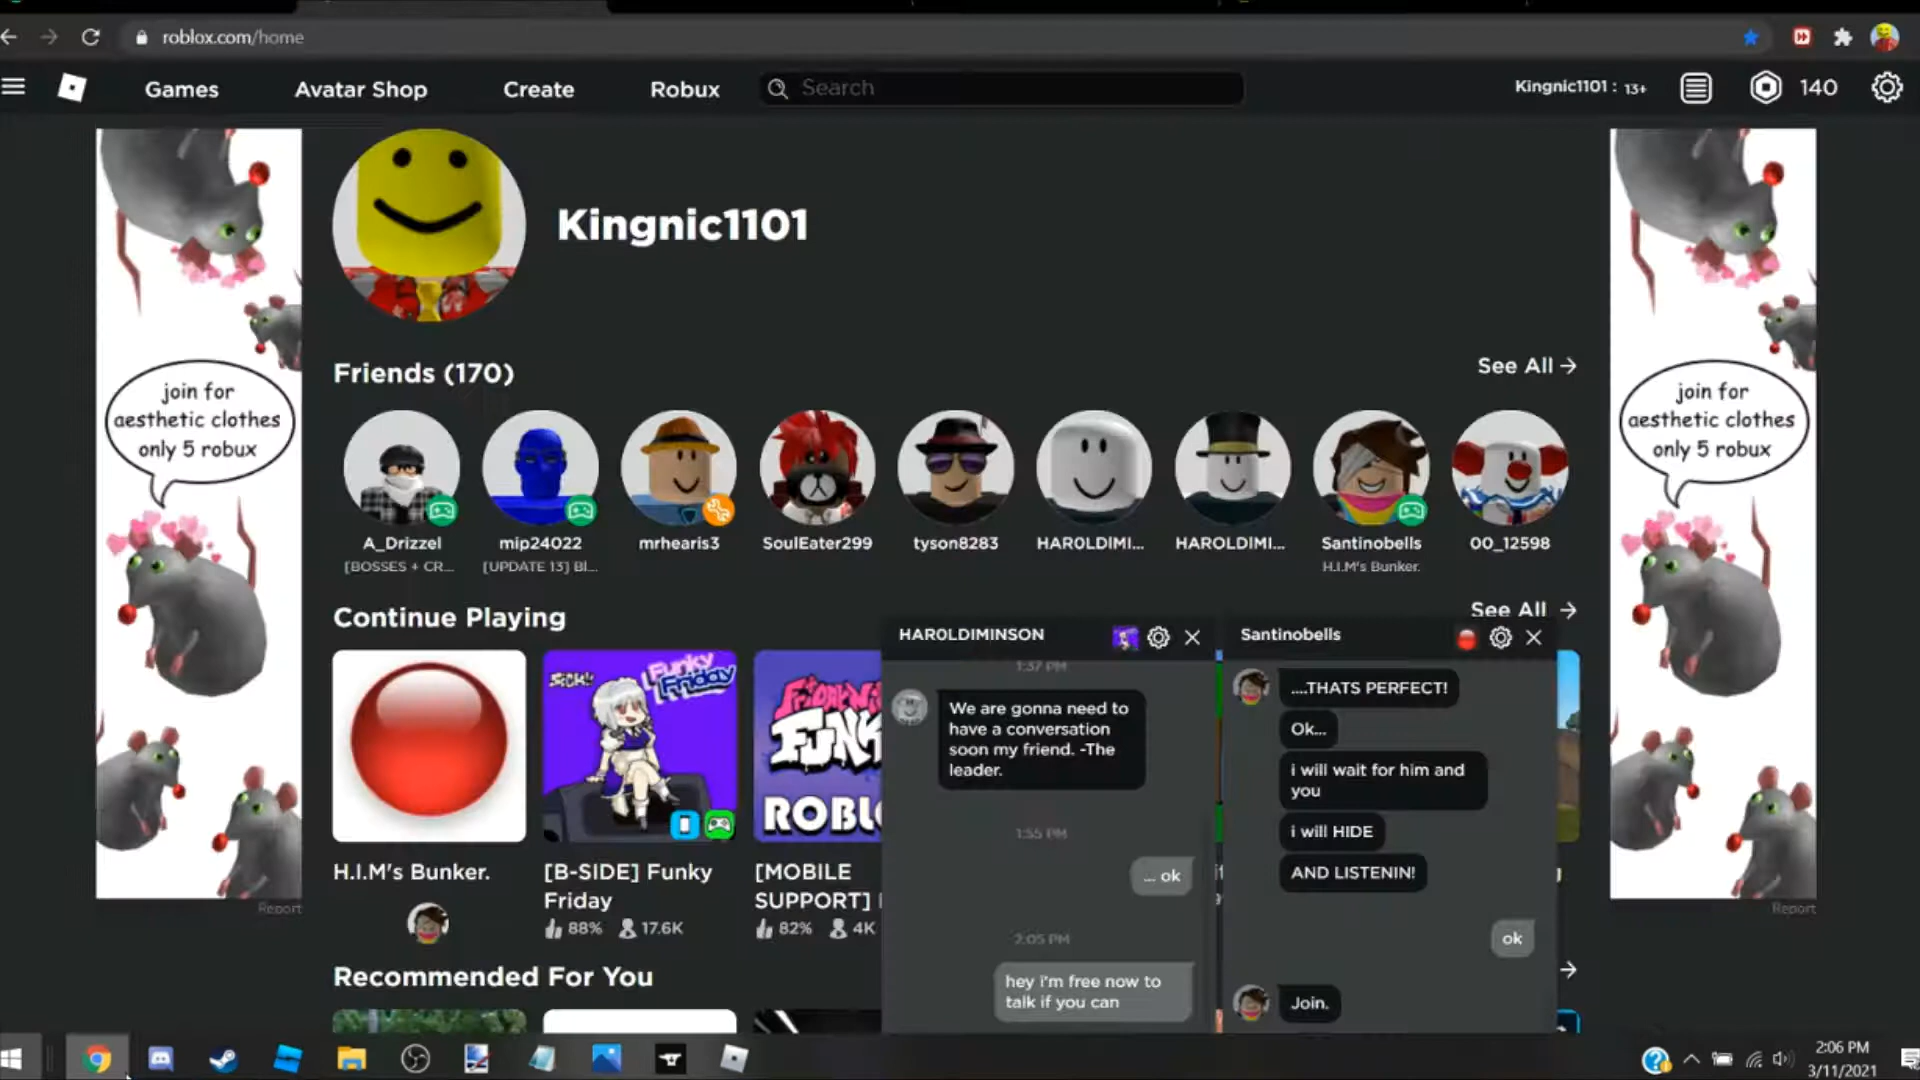 roblox.com/home
Games
Avatar Shop
Create
Robux
Search
Kingnic1101 : 13+
140
Kingnic1101
join for
aesthetic clothes
only 5 robux
Report
join for
aesthetic clothes
only 5 robux
Report
Friends (170)
See All
A_Drizzel
[BOSSES + CR...
mip24022
[UPDATE 13] Bl...
mrhearis3
SoulEater299
tyson8283
HAR0LDIMI...
HAROLDIMI...
Santinobells
H.I.M's Bunker.
00_12598
Continue Playing
See All
H.I.M's Bunker.
SICK!
Funky
Friday
[B-SIDE] Funky
Friday
88%
17.6K
FUNK
ROBL
[MOBILE
SUPPORT]
82%
4K
Recommended For You
HAR0LDIMINSON
1:37 PM
We are gonna need to
have a conversation
soon my friend. -The
leader.
1:55 PM
... ok
2:05 PM
hey i'm free now to
talk if you can
Santinobells
....THATS PERFECT!
Ok...
i will wait for him and
you
i will HIDE
AND LISTENIN!
ok
Join.
2:06 PM
3/11/2021